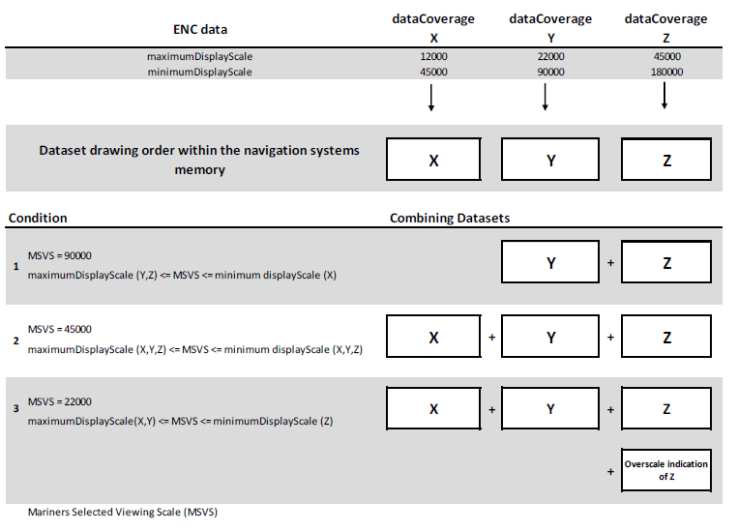 ENC data dataCoverage X dataCoverage Y dataCoverage Z
maximumDisplayScale 12000 22000 45000
minimumDisplayScale 45000 90000 180000
Dataset drawing order within the navigation systems memory X Y Z
Condition Combining Datasets
1 MSVS = 90000
maximumDisplayScale (Y,Z) <= MSVS <= minimum displayScale (X)
Y + Z
2 MSVS = 45000
maximumDisplayScale (X,Y,Z) <= MSVS <= minimum displayScale (X,Y,Z)
X + Y + Z
3 MSVS = 22000
maximumDisplayScale(X,Y) <= MSVS <= minimumDisplayScale (Z)
X + Y + Z
+ Overscale indication of Z
Mariners Selected Viewing Scale (MSVS)